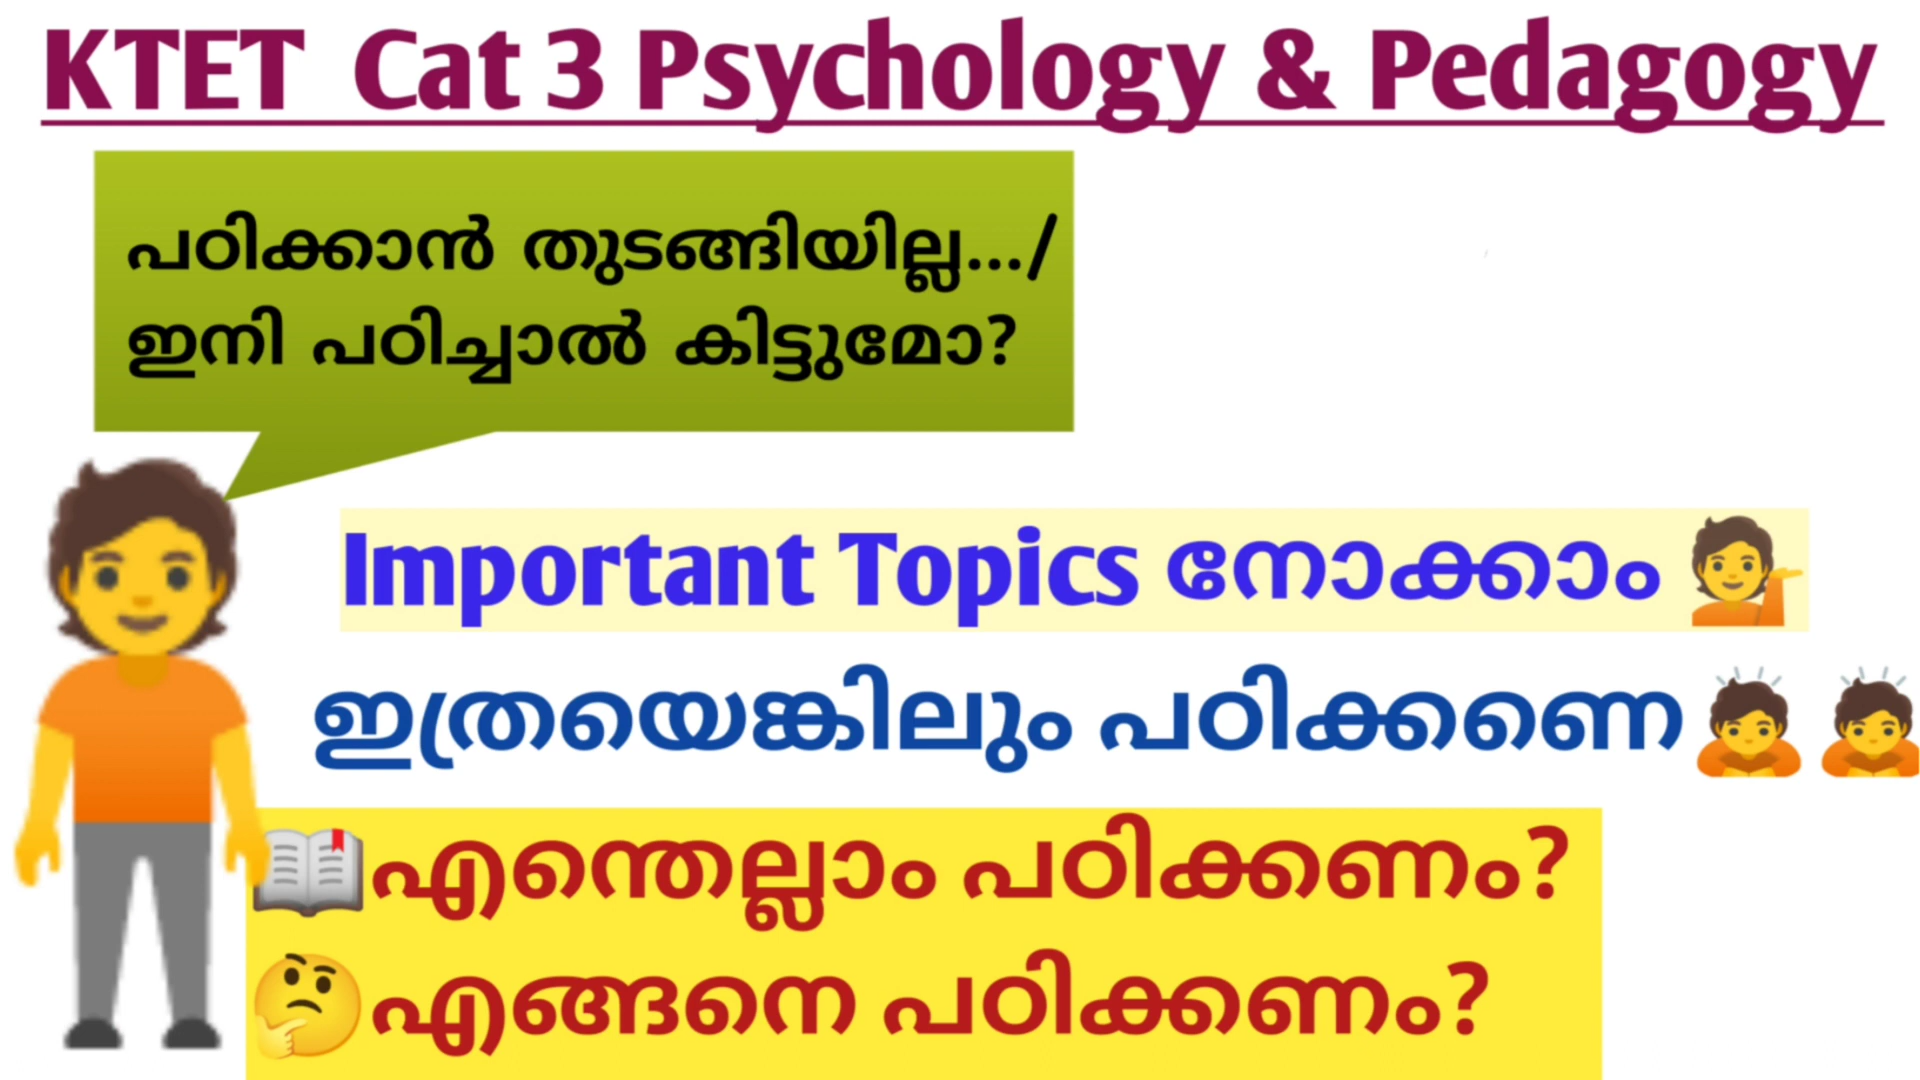 KTET Cat 3 Psychology & Pedagogy
പഠിക്കാൻ തുടങ്ങിയില്ല.../
ഇനി പഠിച്ചാൽ കിട്ടുമോ?
Important Topics നോക്കാം
ഇത്രയെങ്കിലും പഠിക്കണെ
എന്തെല്ലാം പഠിക്കണം?
എങ്ങനെ പഠിക്കണം?